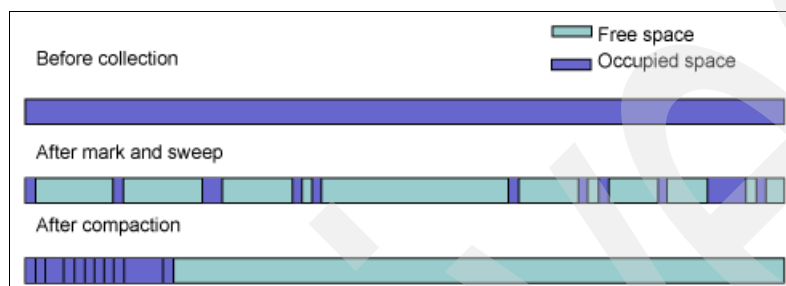 Free space
Before collection
Occupied space
After mark and sweep
After compaction